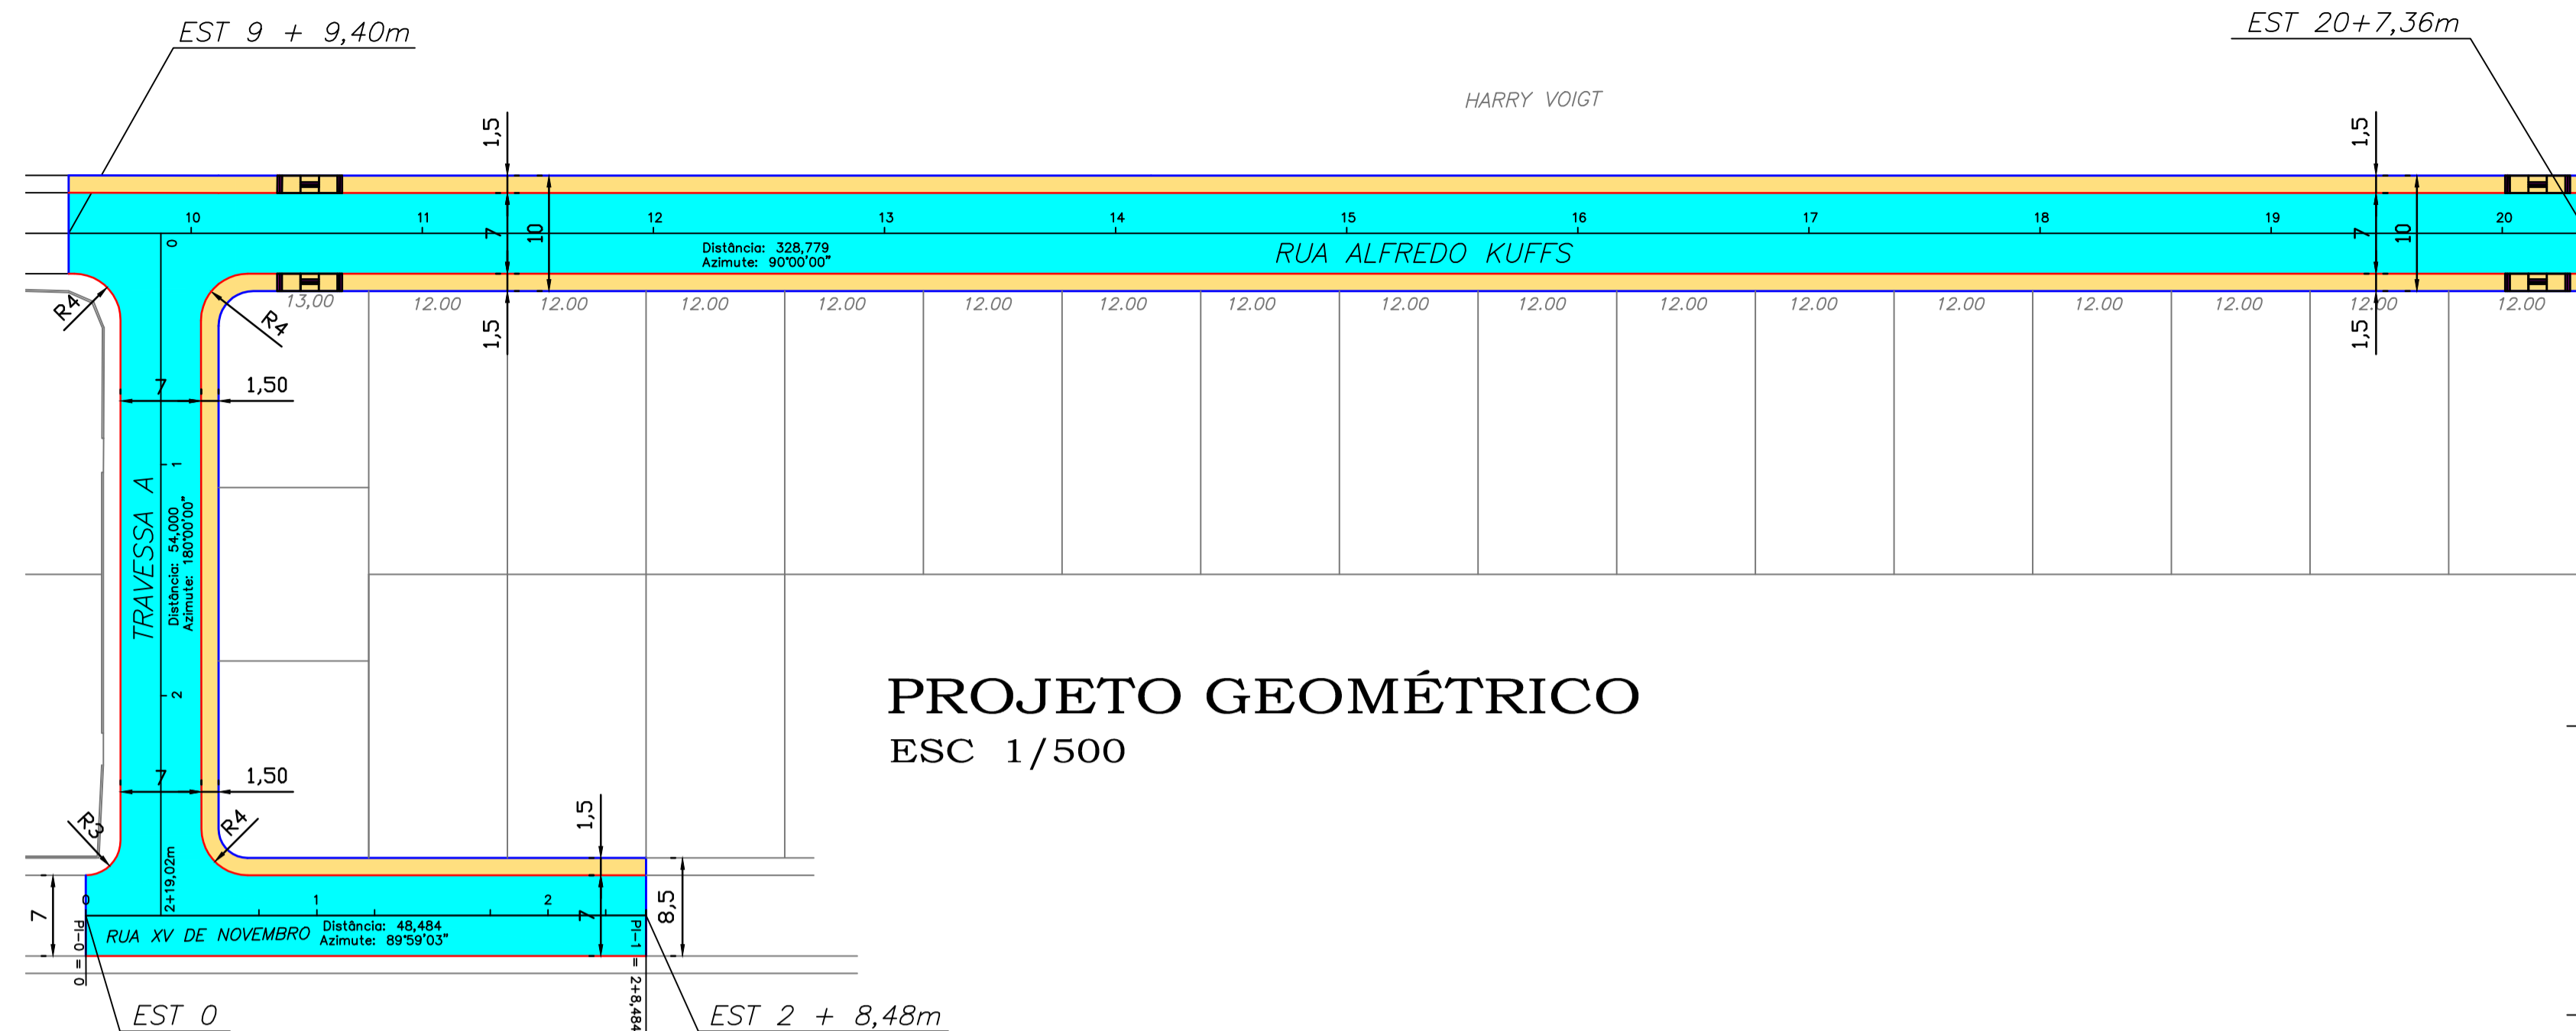 EST 9 + 9,40m
EST 20+7,36m
HARRY VOIGT
1,5
1,5
10 11 12 13 14 15 16 17 18 19 20
0
7
10
Distância: 328,779
Azimute: 90°00'00"
RUA ALFREDO KUFFS
7
10
R4
R4
13,00 12.00 12.00 12.00 12.00 12.00 12.00 12.00 12.00 12.00 12.00 12.00 12.00 12.00 12.00 12.00 12.00
1,5
1,5
7
1,50
1
TRAVESSA A
Distância: 54,000
Azimute: 180°00'00"
2
PROJETO GEOMÉTRICO
ESC 1/500
7
1,50
R3
R4
1,5
2+19,02m
0 1 2
7
7
8,5
PI-0 = 0
RUA XV DE NOVEMBRO
Distância: 48,484
Azimute: 89°59'03"
PI-1 = 2+8,484
EST 0
EST 2 + 8,48m